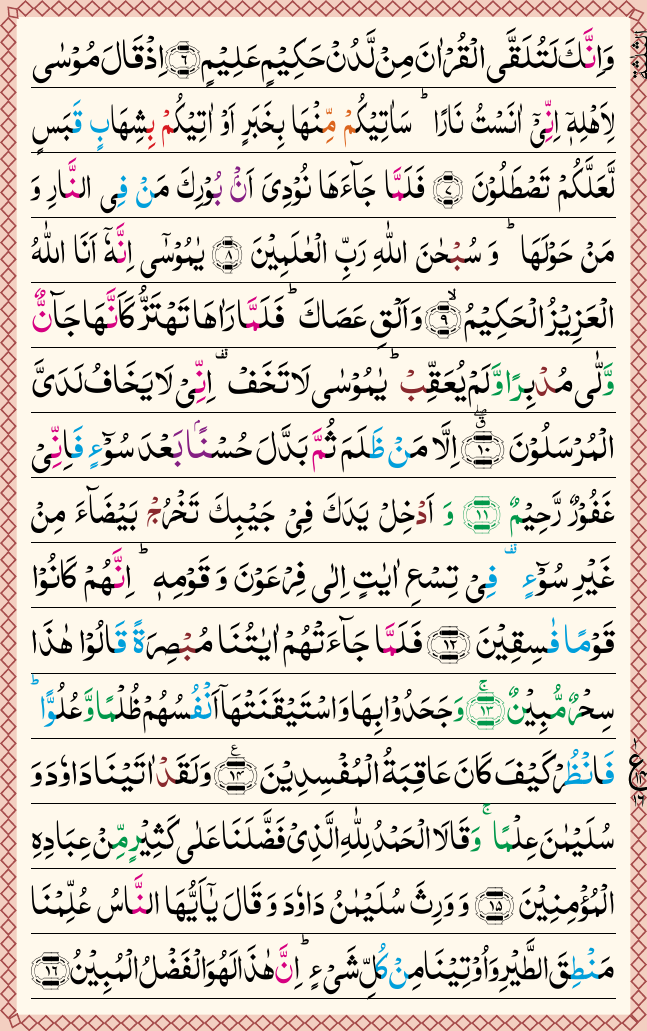 وَاِنَّكَ لَتُلَقَّى الْقُرْاٰنَ مِنْ لَّدُنْ حَكِيْمٍ عَلِيْمٍ ﴿٦﴾ اِذْ قَالَ مُوْسٰى
لِاَهْلِهٖۤ اِنِّیْۤ اٰنَسْتُ نَارًا ؕ سَاٰتِيْكُمْ مِّنْهَا بِخَبَرٍ اَوْ اٰتِيْكُمْ بِشِهَابٍ قَبَسٍ
لَّعَلَّكُمْ تَصْطَلُوْنَ ﴿٧﴾ فَلَمَّا جَآءَهَا نُوْدِیَ اَنْۢ بُوْرِكَ مَنْ فِی النَّارِ وَ
مَنْ حَوْلَهَا ؕ وَ سُبْحٰنَ اللّٰهِ رَبِّ الْعٰلَمِيْنَ ﴿٨﴾ يٰمُوْسٰۤى اِنَّهٗۤ اَنَا اللّٰهُ
الْعَزِيْزُ الْحَكِيْمُ ۙ﴿٩﴾ وَ اَلْقِ عَصَاكَ ؕ فَلَمَّا رَاٰهَا تَهْتَزُّ كَاَنَّهَا جَآنٌّ
وَّلّٰى مُدْبِرًا وَّ لَمْ يُعَقِّبْ ؕ يٰمُوْسٰى لَا تَخَفْ ۫ اِنِّیْ لَا يَخَافُ لَدَیَّ
الْمُرْسَلُوْنَ ﴿١٠﴾ اِلَّا مَنْ ظَلَمَ ثُمَّ بَدَّلَ حُسْنًۢا بَعْدَ سُوْٓءٍ فَاِنِّیْ
غَفُوْرٌ رَّحِيْمٌ ﴿١١﴾ وَ اَدْخِلْ يَدَكَ فِیْ جَيْبِكَ تَخْرُجْ بَيْضَآءَ مِنْ
غَيْرِ سُوْٓءٍ ۫ فِیْ تِسْعِ اٰيٰتٍ اِلٰى فِرْعَوْنَ وَ قَوْمِهٖ ؕ اِنَّهُمْ كَانُوْا
قَوْمًا فٰسِقِيْنَ ﴿١٢﴾ فَلَمَّا جَآءَتْهُمْ اٰيٰتُنَا مُبْصِرَةً قَالُوْا هٰذَا
سِحْرٌ مُّبِيْنٌ ۚ﴿١٣﴾ وَ جَحَدُوْا بِهَا وَ اسْتَيْقَنَتْهَاۤ اَنْفُسُهُمْ ظُلْمًا وَّ عُلُوًّا ؕ
فَانْظُرْ كَيْفَ كَانَ عَاقِبَةُ الْمُفْسِدِيْنَ ﴿١٤﴾ وَ لَقَدْ اٰتَيْنَا دَاوٗدَ وَ
سُلَيْمٰنَ عِلْمًا ۚ وَ قَالَا الْحَمْدُ لِلّٰهِ الَّذِیْ فَضَّلَنَا عَلٰى كَثِيْرٍ مِّنْ عِبَادِهِ
الْمُؤْمِنِيْنَ ﴿١٥﴾ وَ وَرِثَ سُلَيْمٰنُ دَاوٗدَ وَ قَالَ يٰۤاَيُّهَا النَّاسُ عُلِّمْنَا
مَنْطِقَ الطَّيْرِ وَ اُوْتِيْنَا مِنْ كُلِّ شَیْءٍ ؕ اِنَّ هٰذَا لَهُوَ الْفَضْلُ الْمُبِيْنُ ﴿١٦﴾